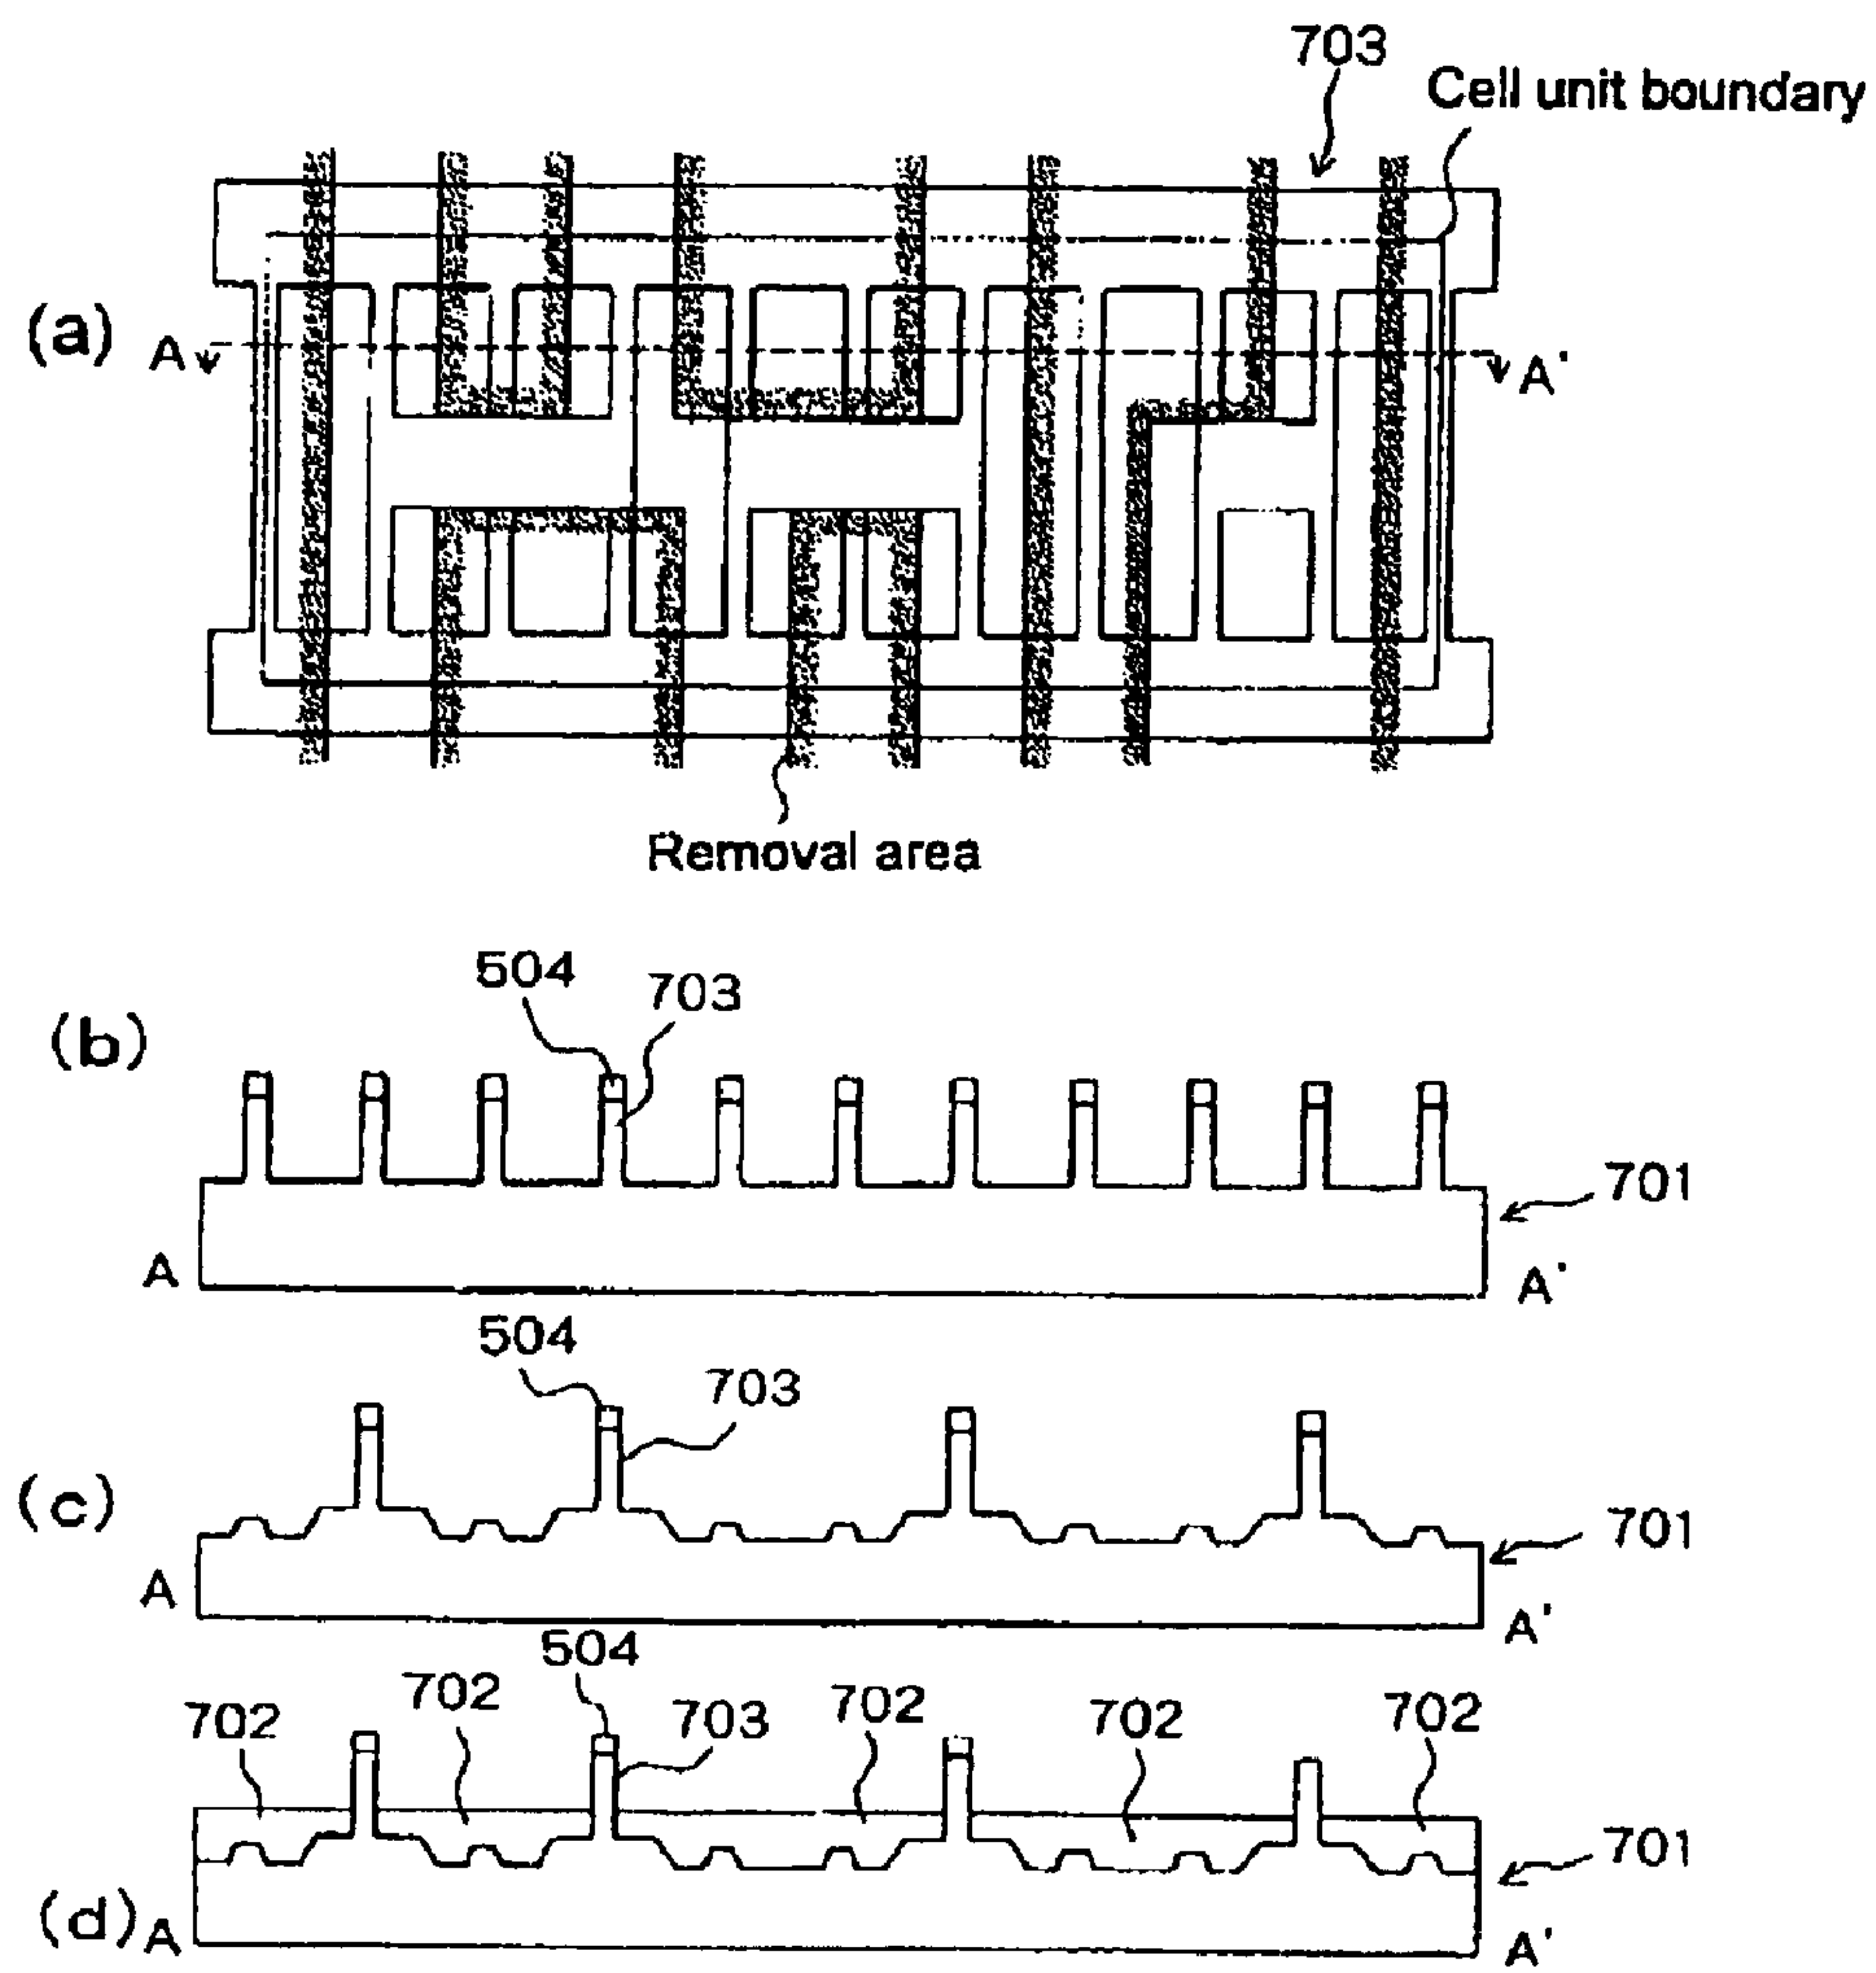 703
Cell unit boundary
(a)
A
A'
Removal area
504
703
(b)
701
A
A'
504
703
(c)
701
A
A'
504
702
702
703
702
702
702
701
(d)
A
A'